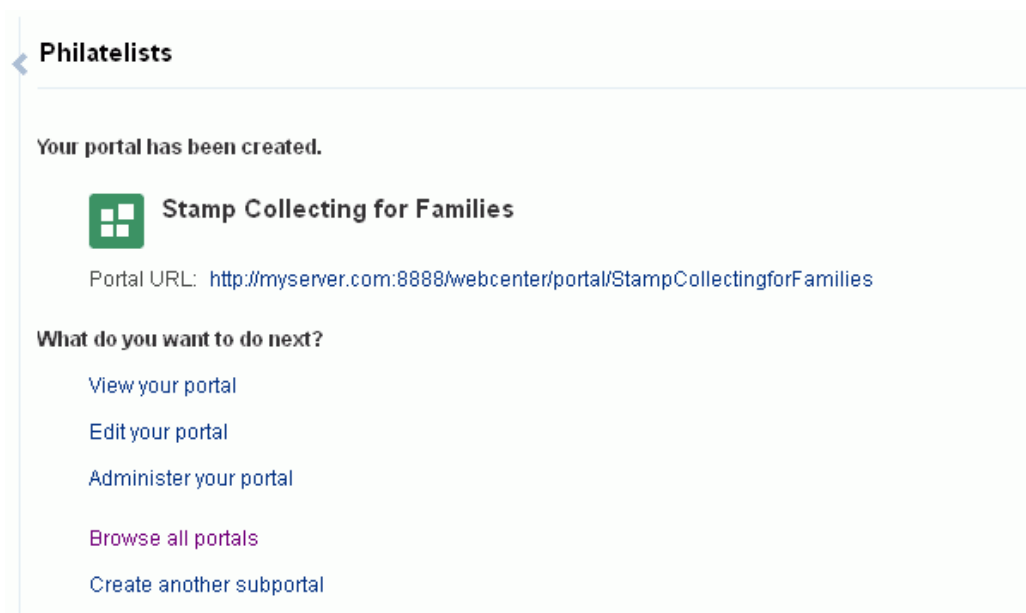 Philatelists
Your portal has been created.
Stamp Collecting for Families
Portal URL: http://myserver.com:8888/webcenter/portal/StampCollectingforFamilies
What do you want to do next?
View your portal
Edit your portal
Administer your portal
Browse all portals
Create another subportal